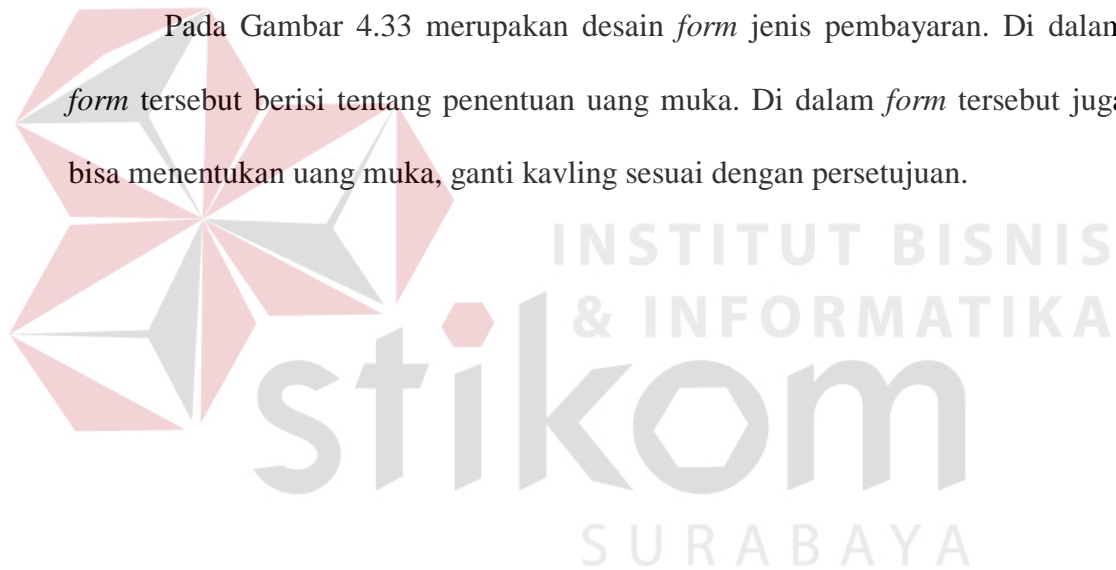 Pada Gambar 4.33 merupakan desain form jenis pembayaran. Di dalam
form tersebut berisi tentang penentuan uang muka. Di dalam form tersebut juga
bisa menentukan uang muka, ganti kavling sesuai dengan persetujuan.
INSTITUT BISNIS
& INFORMATIKA
stikom
SURABAYA